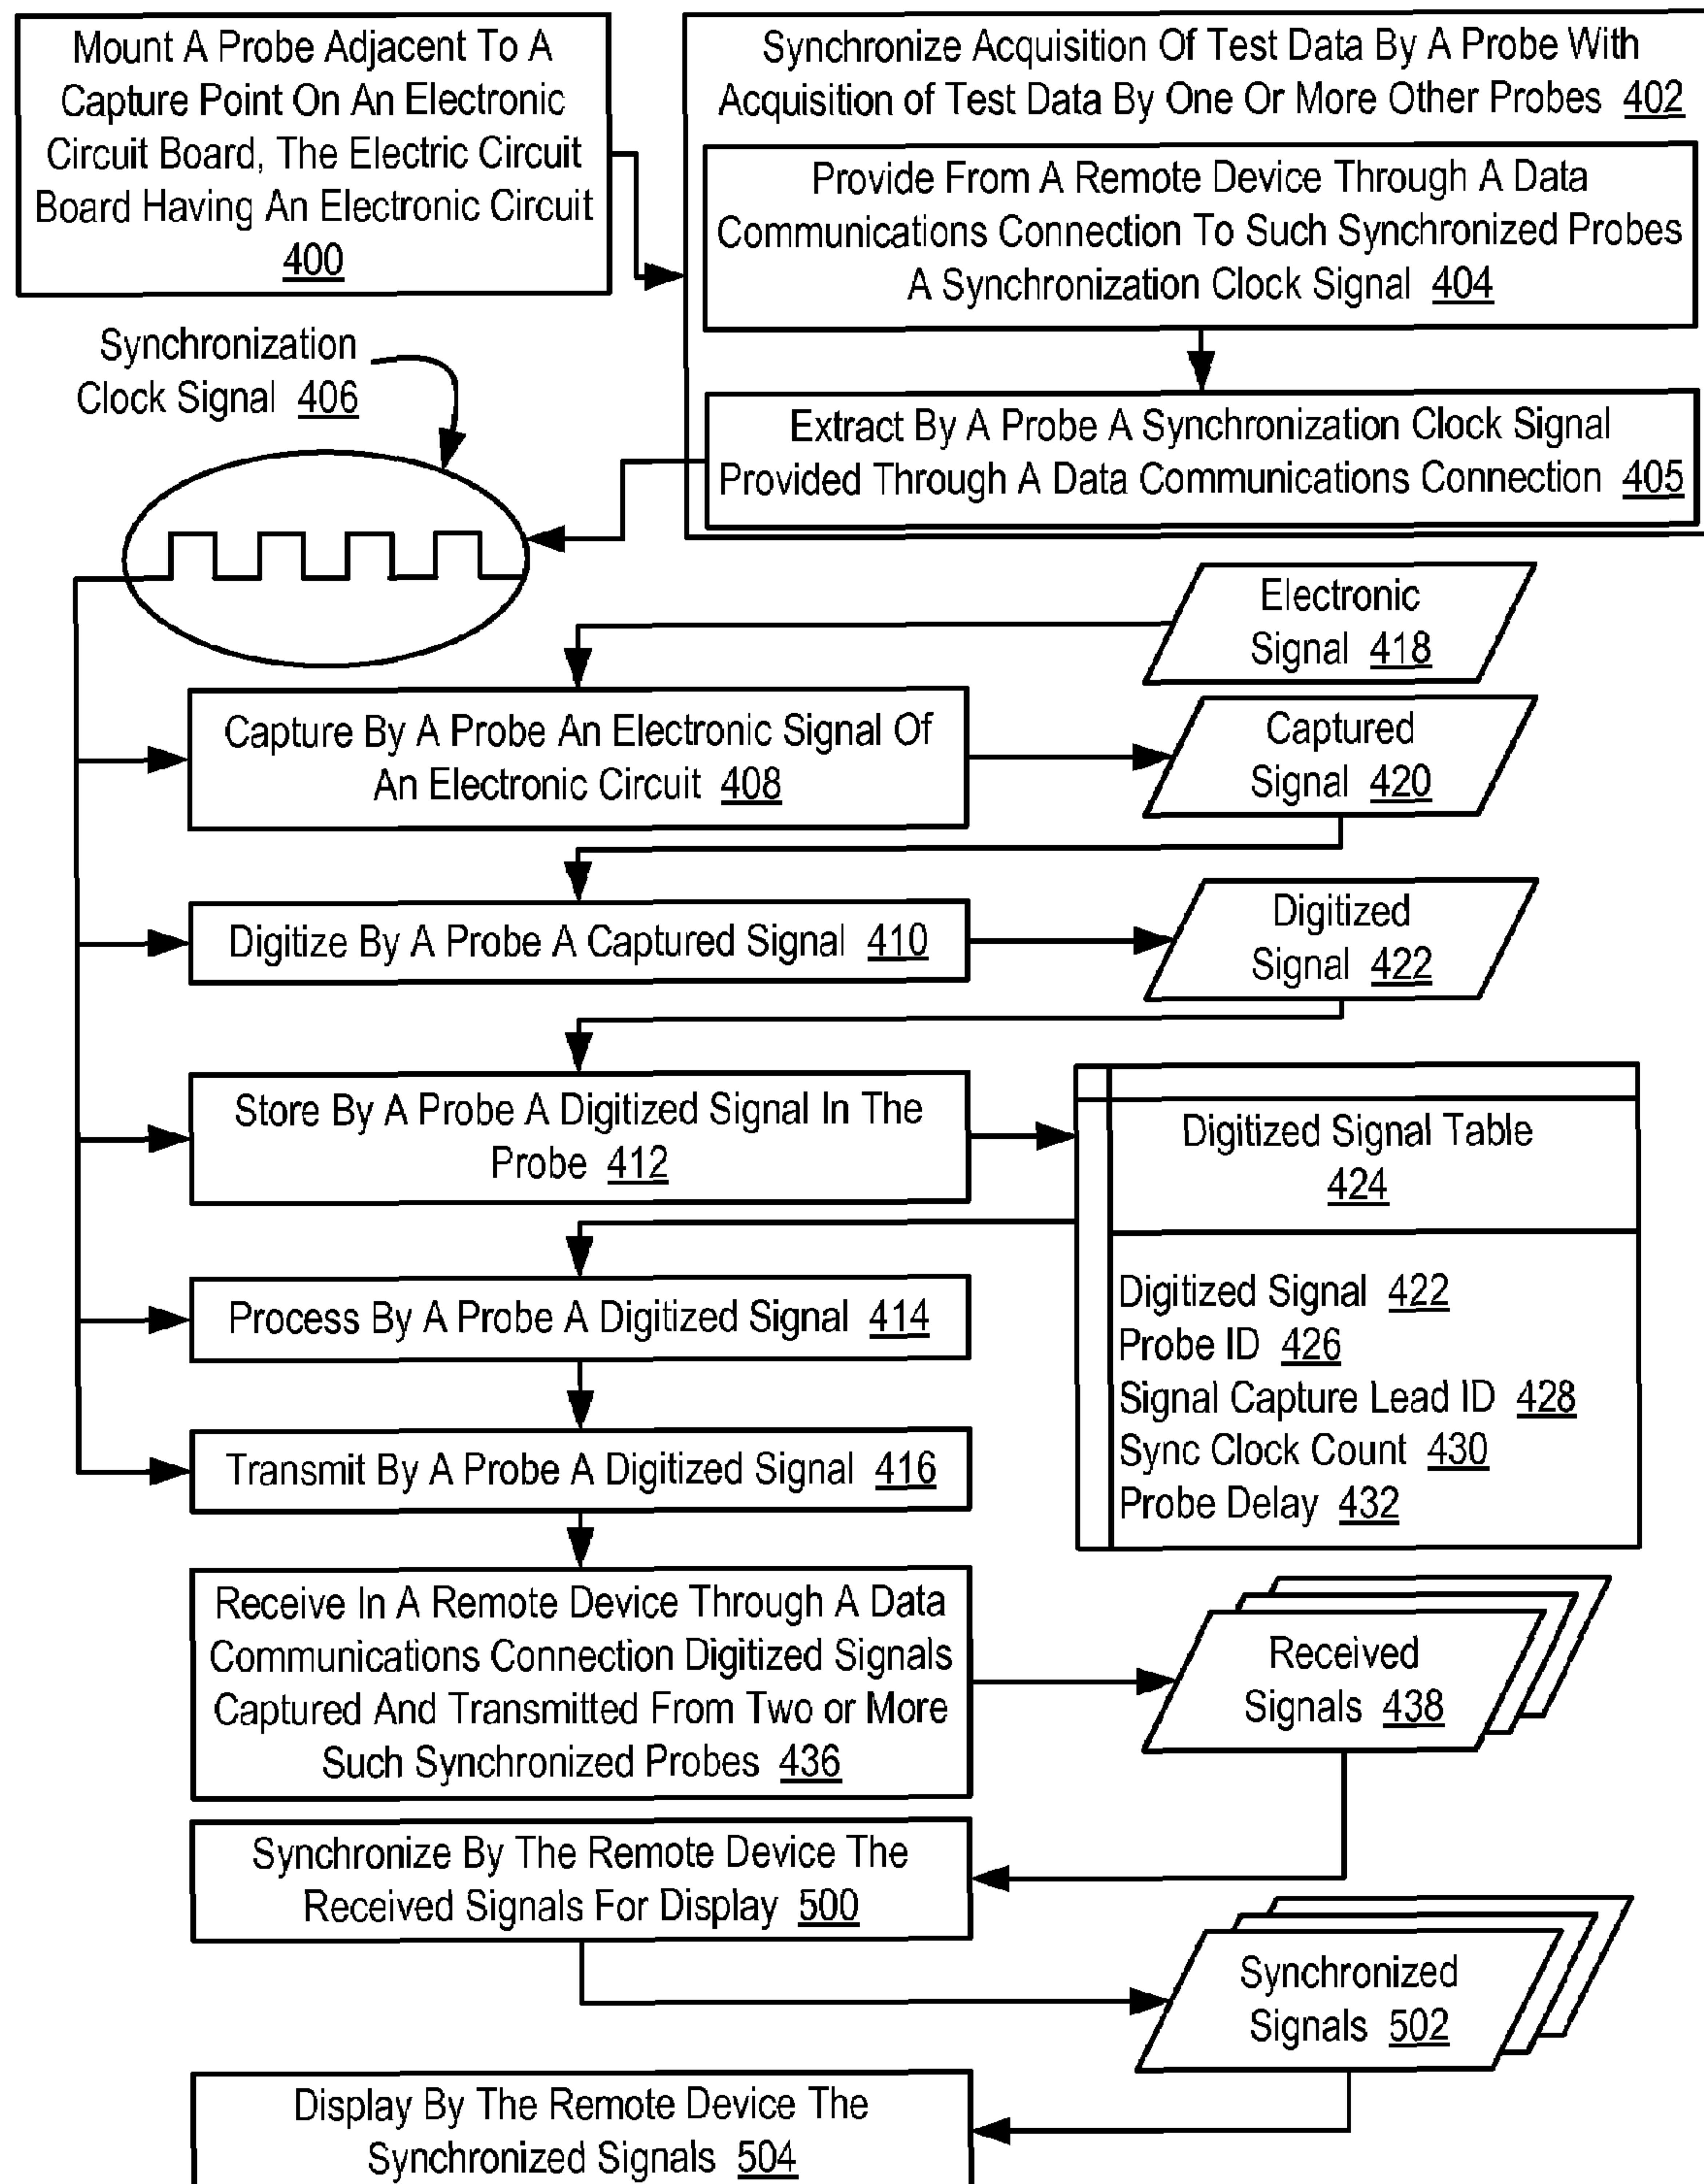 Mount A Probe Adjacent To A
Capture Point On An Electronic
Circuit Board, The Electric Circuit
Board Having An Electronic Circuit
400
Synchronize Acquisition Of Test Data By A Probe With
Acquisition of Test Data By One Or More Other Probes 402
Provide From A Remote Device Through A Data
Communications Connection To Such Synchronized Probes
A Synchronization Clock Signal 404
Synchronization
Clock Signal 406
Extract By A Probe A Synchronization Clock Signal
Provided Through A Data Communications Connection 405
Electronic
Signal 418
Capture By A Probe An Electronic Signal Of
An Electronic Circuit 408
Captured
Signal 420
Digitize By A Probe A Captured Signal 410
Digitized
Signal 422
Store By A Probe A Digitized Signal In The
Probe 412
Digitized Signal Table
424
Digitized Signal 422
Probe ID 426
Signal Capture Lead ID 428
Sync Clock Count 430
Probe Delay 432
Process By A Probe A Digitized Signal 414
Transmit By A Probe A Digitized Signal 416
Receive In A Remote Device Through A Data
Communications Connection Digitized Signals
Captured And Transmitted From Two or More
Such Synchronized Probes 436
Received
Signals 438
Synchronize By The Remote Device The
Received Signals For Display 500
Synchronized
Signals 502
Display By The Remote Device The
Synchronized Signals 504